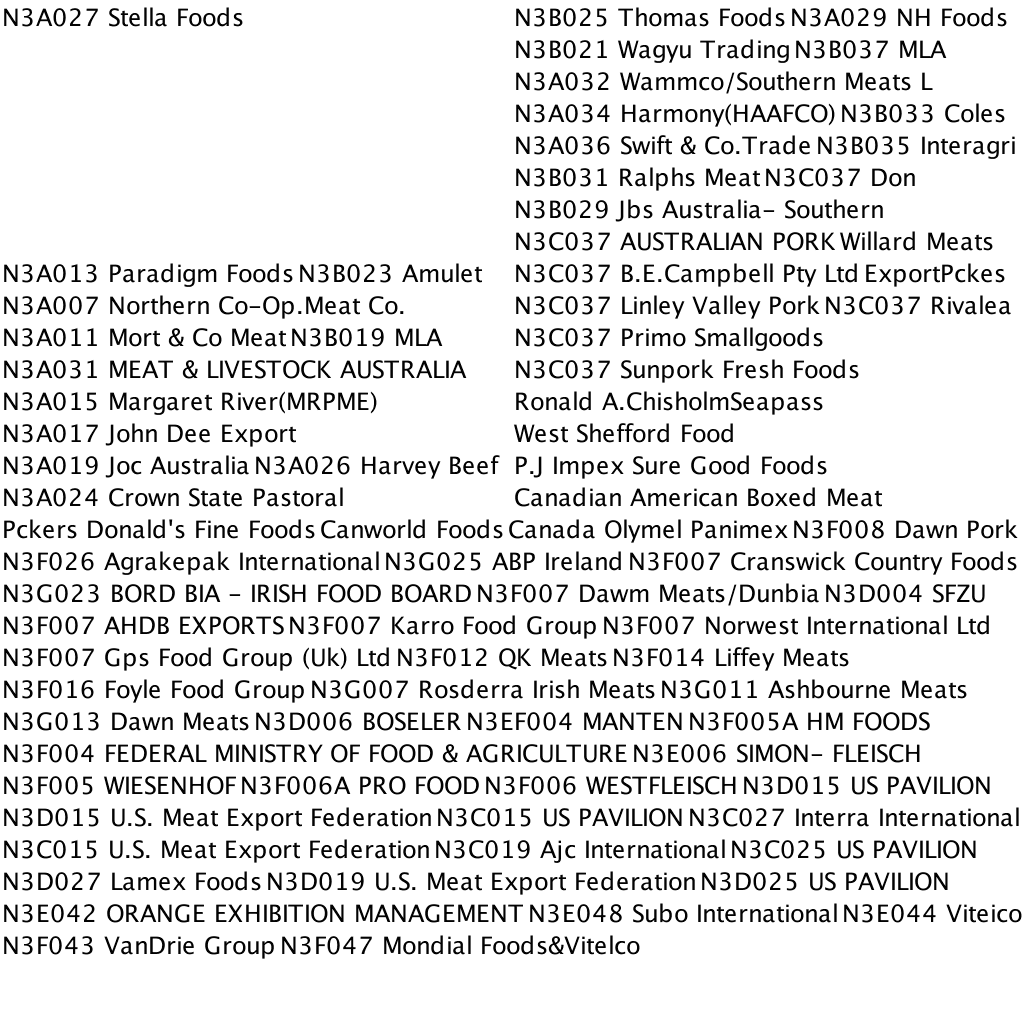 N3A027 Stella Foods
N3A013 Paradigm Foods N3B023 Amulet
N3A007 Northern Co-Op.Meat Co.
N3A011 Mort & Co Meat N3B019 MLA
N3A031 MEAT & LIVESTOCK AUSTRALIA
N3A015 Margaret River(MRPME)
N3A017 John Dee Export
N3A019 Joc Australia N3A026 Harvey Beef
N3A024 Crown State Pastoral
N3B025 Thomas Foods N3A029 NH Foods
N3B021 Wagyu Trading N3B037 MLA
N3A032 Wammco/Southern Meats L
N3A034 Harmony(HAAFCO) N3B033 Coles
N3A036 Swift & Co.Trade N3B035 Interagri
N3B031 Ralphs Meat N3C037 Don
N3B029 Jbs Australia- Southern
N3C037 AUSTRALIAN PORK Willard Meats
N3C037 B.E.Campbell Pty Ltd ExportPckes
N3C037 Linley Valley Pork N3C037 Rivalea
N3C037 Primo Smallgoods
N3C037 Sunpork Fresh Foods
Ronald A.ChisholmSeapass
West Shefford Food
P.J Impex Sure Good Foods
Canadian American Boxed Meat
Pckers Donald's Fine Foods Canworld Foods Canada Olymel Panimex N3F008 Dawn Pork
N3F026 Agrakepak International N3G025 ABP Ireland N3F007 Cranswick Country Foods
N3G023 BORD BIA - IRISH FOOD BOARD N3F007 Dawm Meats/Dunbia N3D004 SFZU
N3F007 AHDB EXPORTS N3F007 Karro Food Group N3F007 Norwest International Ltd
N3F007 Gps Food Group (Uk) Ltd N3F012 QK Meats N3F014 Liffey Meats
N3F016 Foyle Food Group N3G007 Rosderra Irish Meats N3G011 Ashbourne Meats
N3G013 Dawn Meats N3D006 BOSELER N3EF004 MANTEN N3F005A HM FOODS
N3F004 FEDERAL MINISTRY OF FOOD & AGRICULTURE N3E006 SIMON- FLEISCH
N3F005 WIESENHOF N3F006A PRO FOOD N3F006 WESTFLEISCH N3D015 US PAVILION
N3D015 U.S. Meat Export Federation N3C015 US PAVILION N3C027 Interra International
N3C015 U.S. Meat Export Federation N3C019 Ajc International N3C025 US PAVILION
N3D027 Lamex Foods N3D019 U.S. Meat Export Federation N3D025 US PAVILION
N3E042 ORANGE EXHIBITION MANAGEMENT N3E048 Subo International N3E044 Viteico
N3F043 VanDrie Group N3F047 Mondial Foods&Vitelco